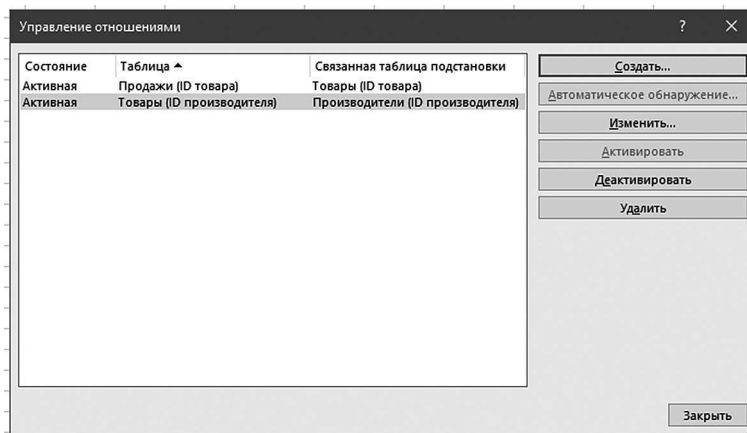 Управление отношениями ? ×
Состояние Таблица ▲ Связанная таблица подстановки
Активная Продажи (ID товара) Товары (ID товара)
Активная Товары (ID производителя) Производители (ID производителя)
Создать...
Автоматическое обнаружение...
Изменить...
Активировать
Деактивировать
Удалить
Закрыть